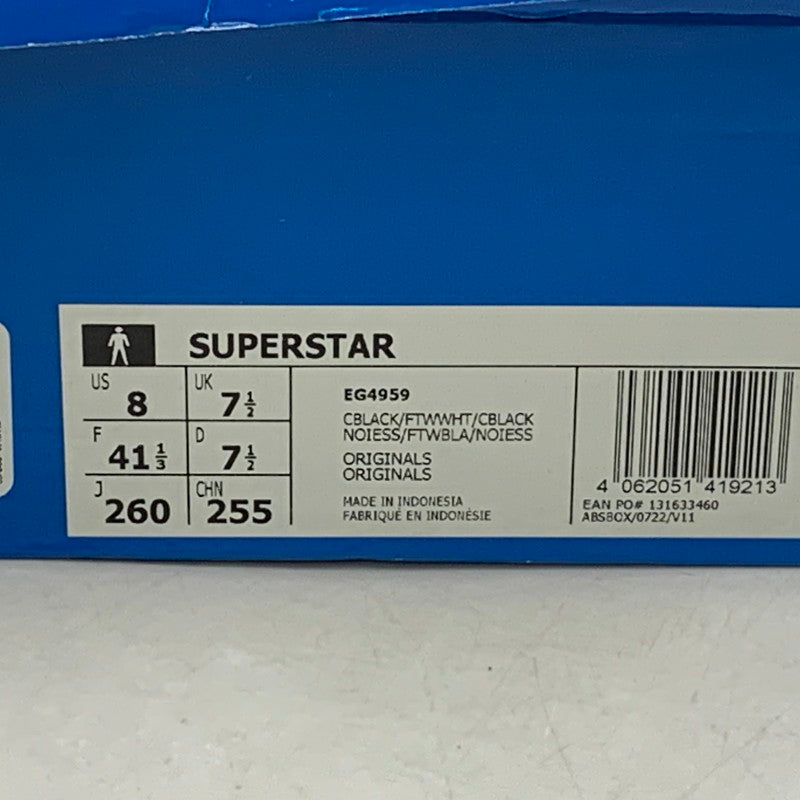 SUPERSTAR
US 8 UK 7 1/2
F 41 1/3 D 7 1/2
J 260 CHN 255
EG4959
CBLACK/FTWWHT/CBLACK
NOIESS/FTWBLA/NOIESS
ORIGINALS
ORIGINALS
MADE IN INDONESIA
FABRIQUÉ EN INDONÉSIE
4 062051 419213
EAN PO# 131633460
ABSBOX/0722/V11